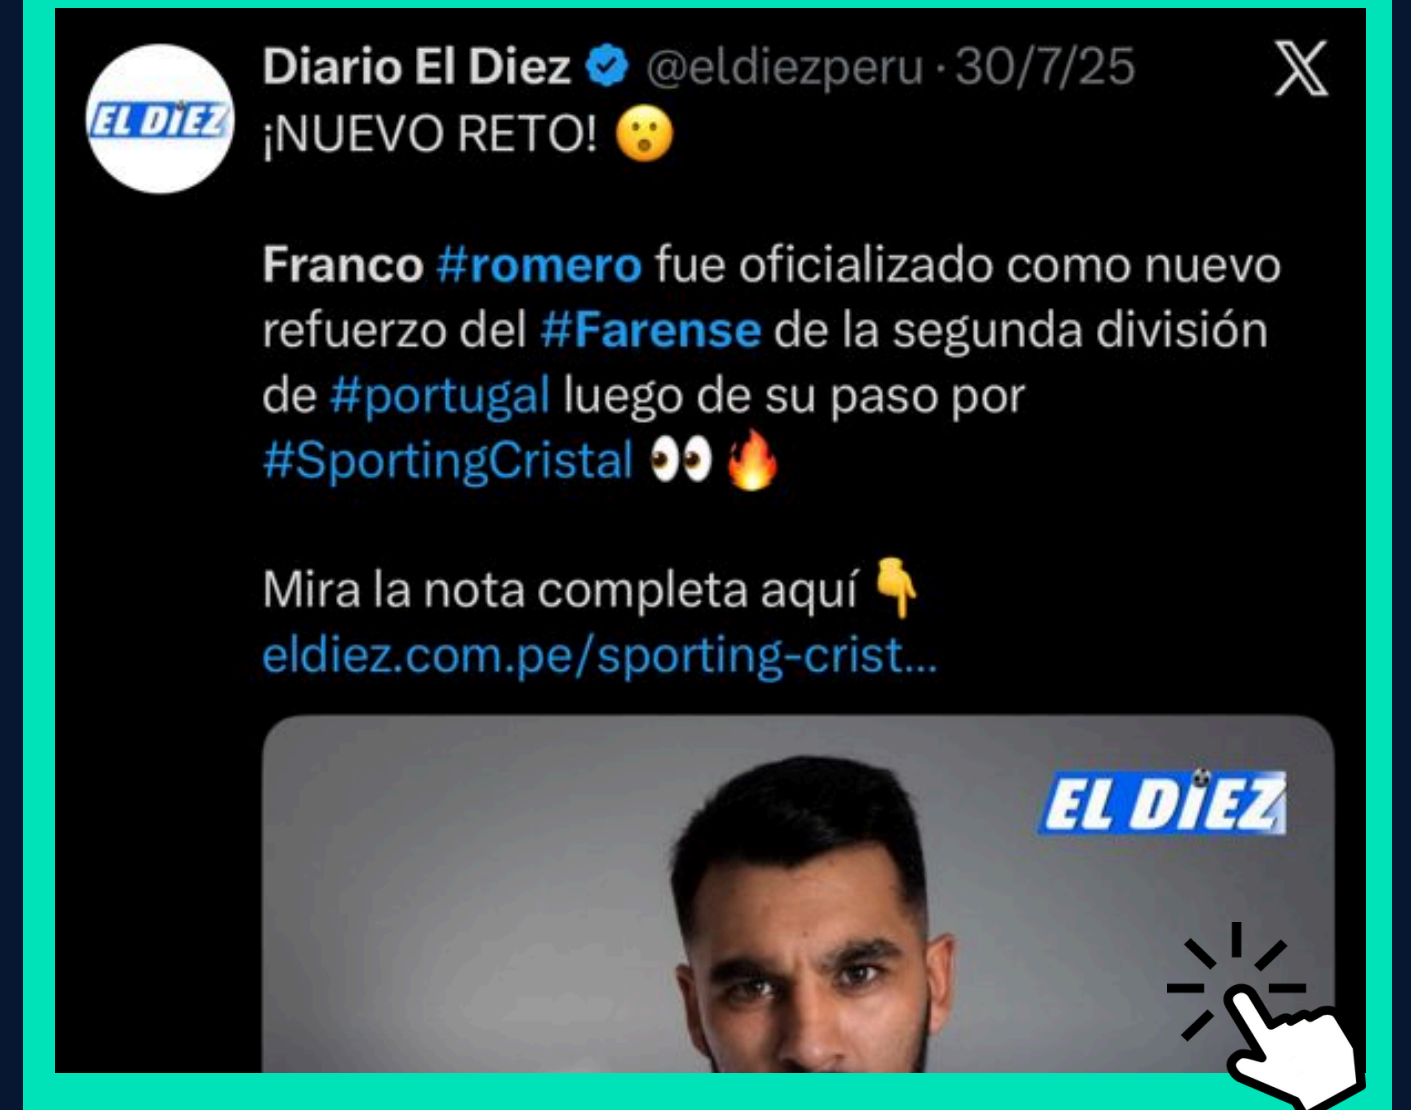 Diario El Diez @eldiezperu · 30/7/25
EL DIEZ
¡NUEVO RETO! 😮
Franco #romero fue oficializado como nuevo
refuerzo del #Farense de la segunda división
de #portugal luego de su paso por
#SportingCristal 👀🔥
Mira la nota completa aquí 👇
eldiez.com.pe/sporting-crist...
EL DIEZ